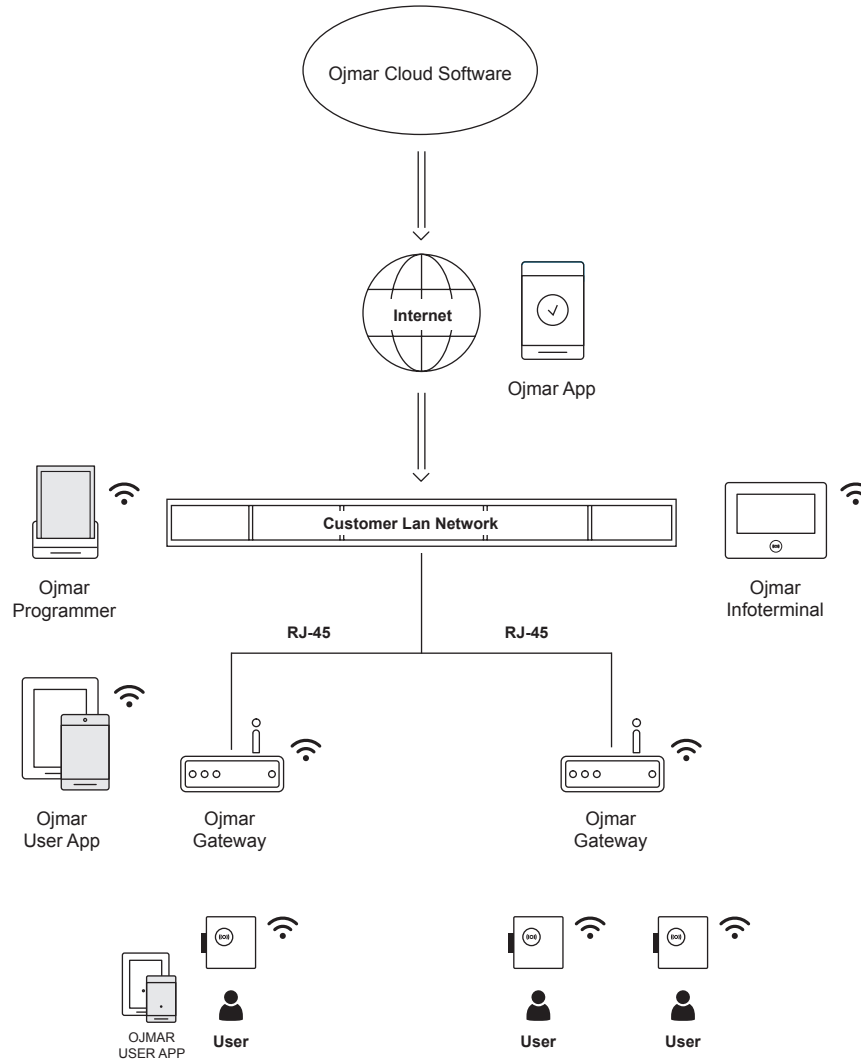 Ojmar Cloud Software
Internet
Ojmar App
Customer Lan Network
Ojmar
Programmer
Ojmar
Infoterminal
RJ-45
RJ-45
Ojmar
User App
Ojmar
Gateway
Ojmar
Gateway
OJMAR
USER APP
User
User
User